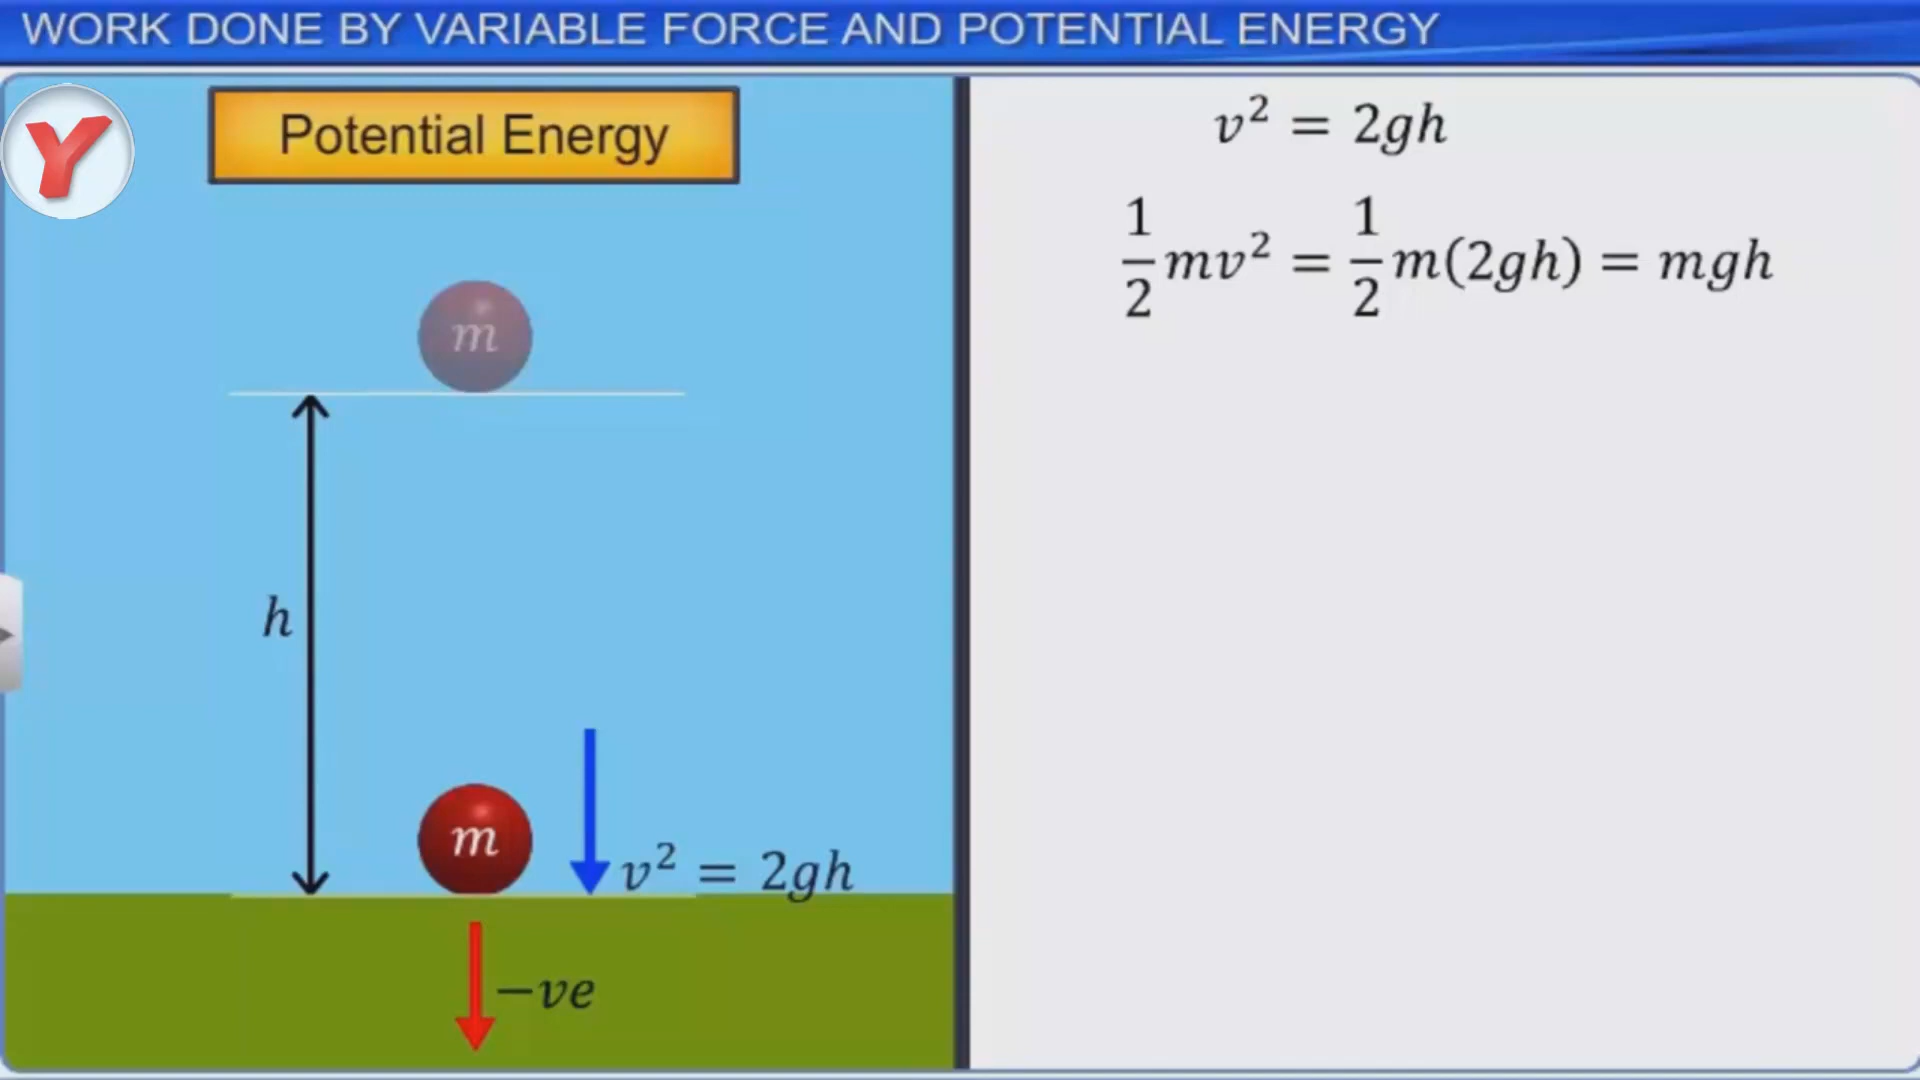 WORK DONE BY VARIABLE FORCE AND POTENTIAL ENERGY
Y
Potential Energy
m
h
m
v² = 2gh
−ve
v² = 2gh
1/2 mv² = 1/2 m(2gh) = mgh